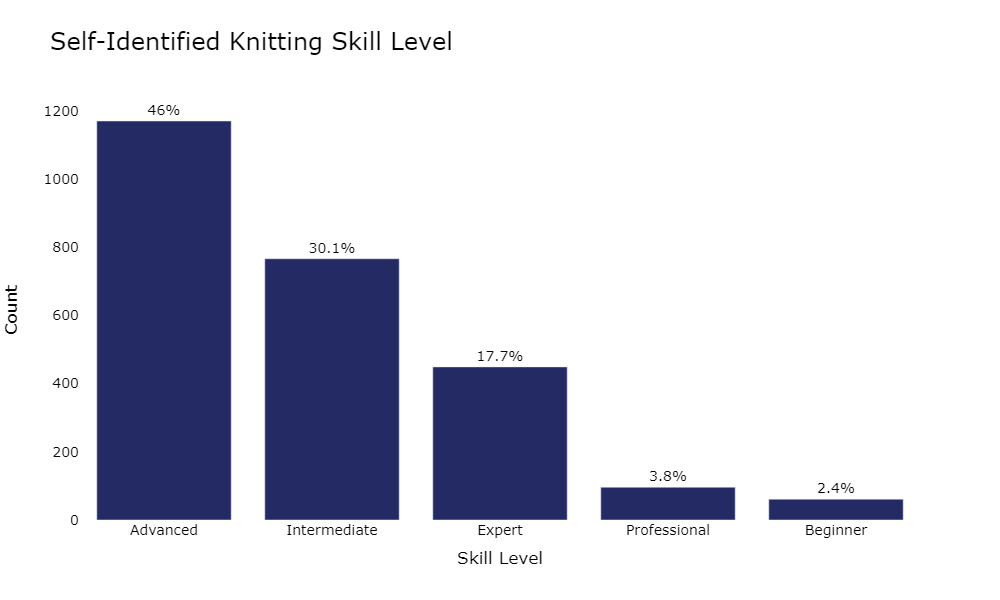 Self-Identified Knitting Skill Level
1200
1000
800
600
400
200
0
Count
46%
30.1%
17.7%
3.8%
2.4%
Advanced
Intermediate
Expert
Professional
Beginner
Skill Level